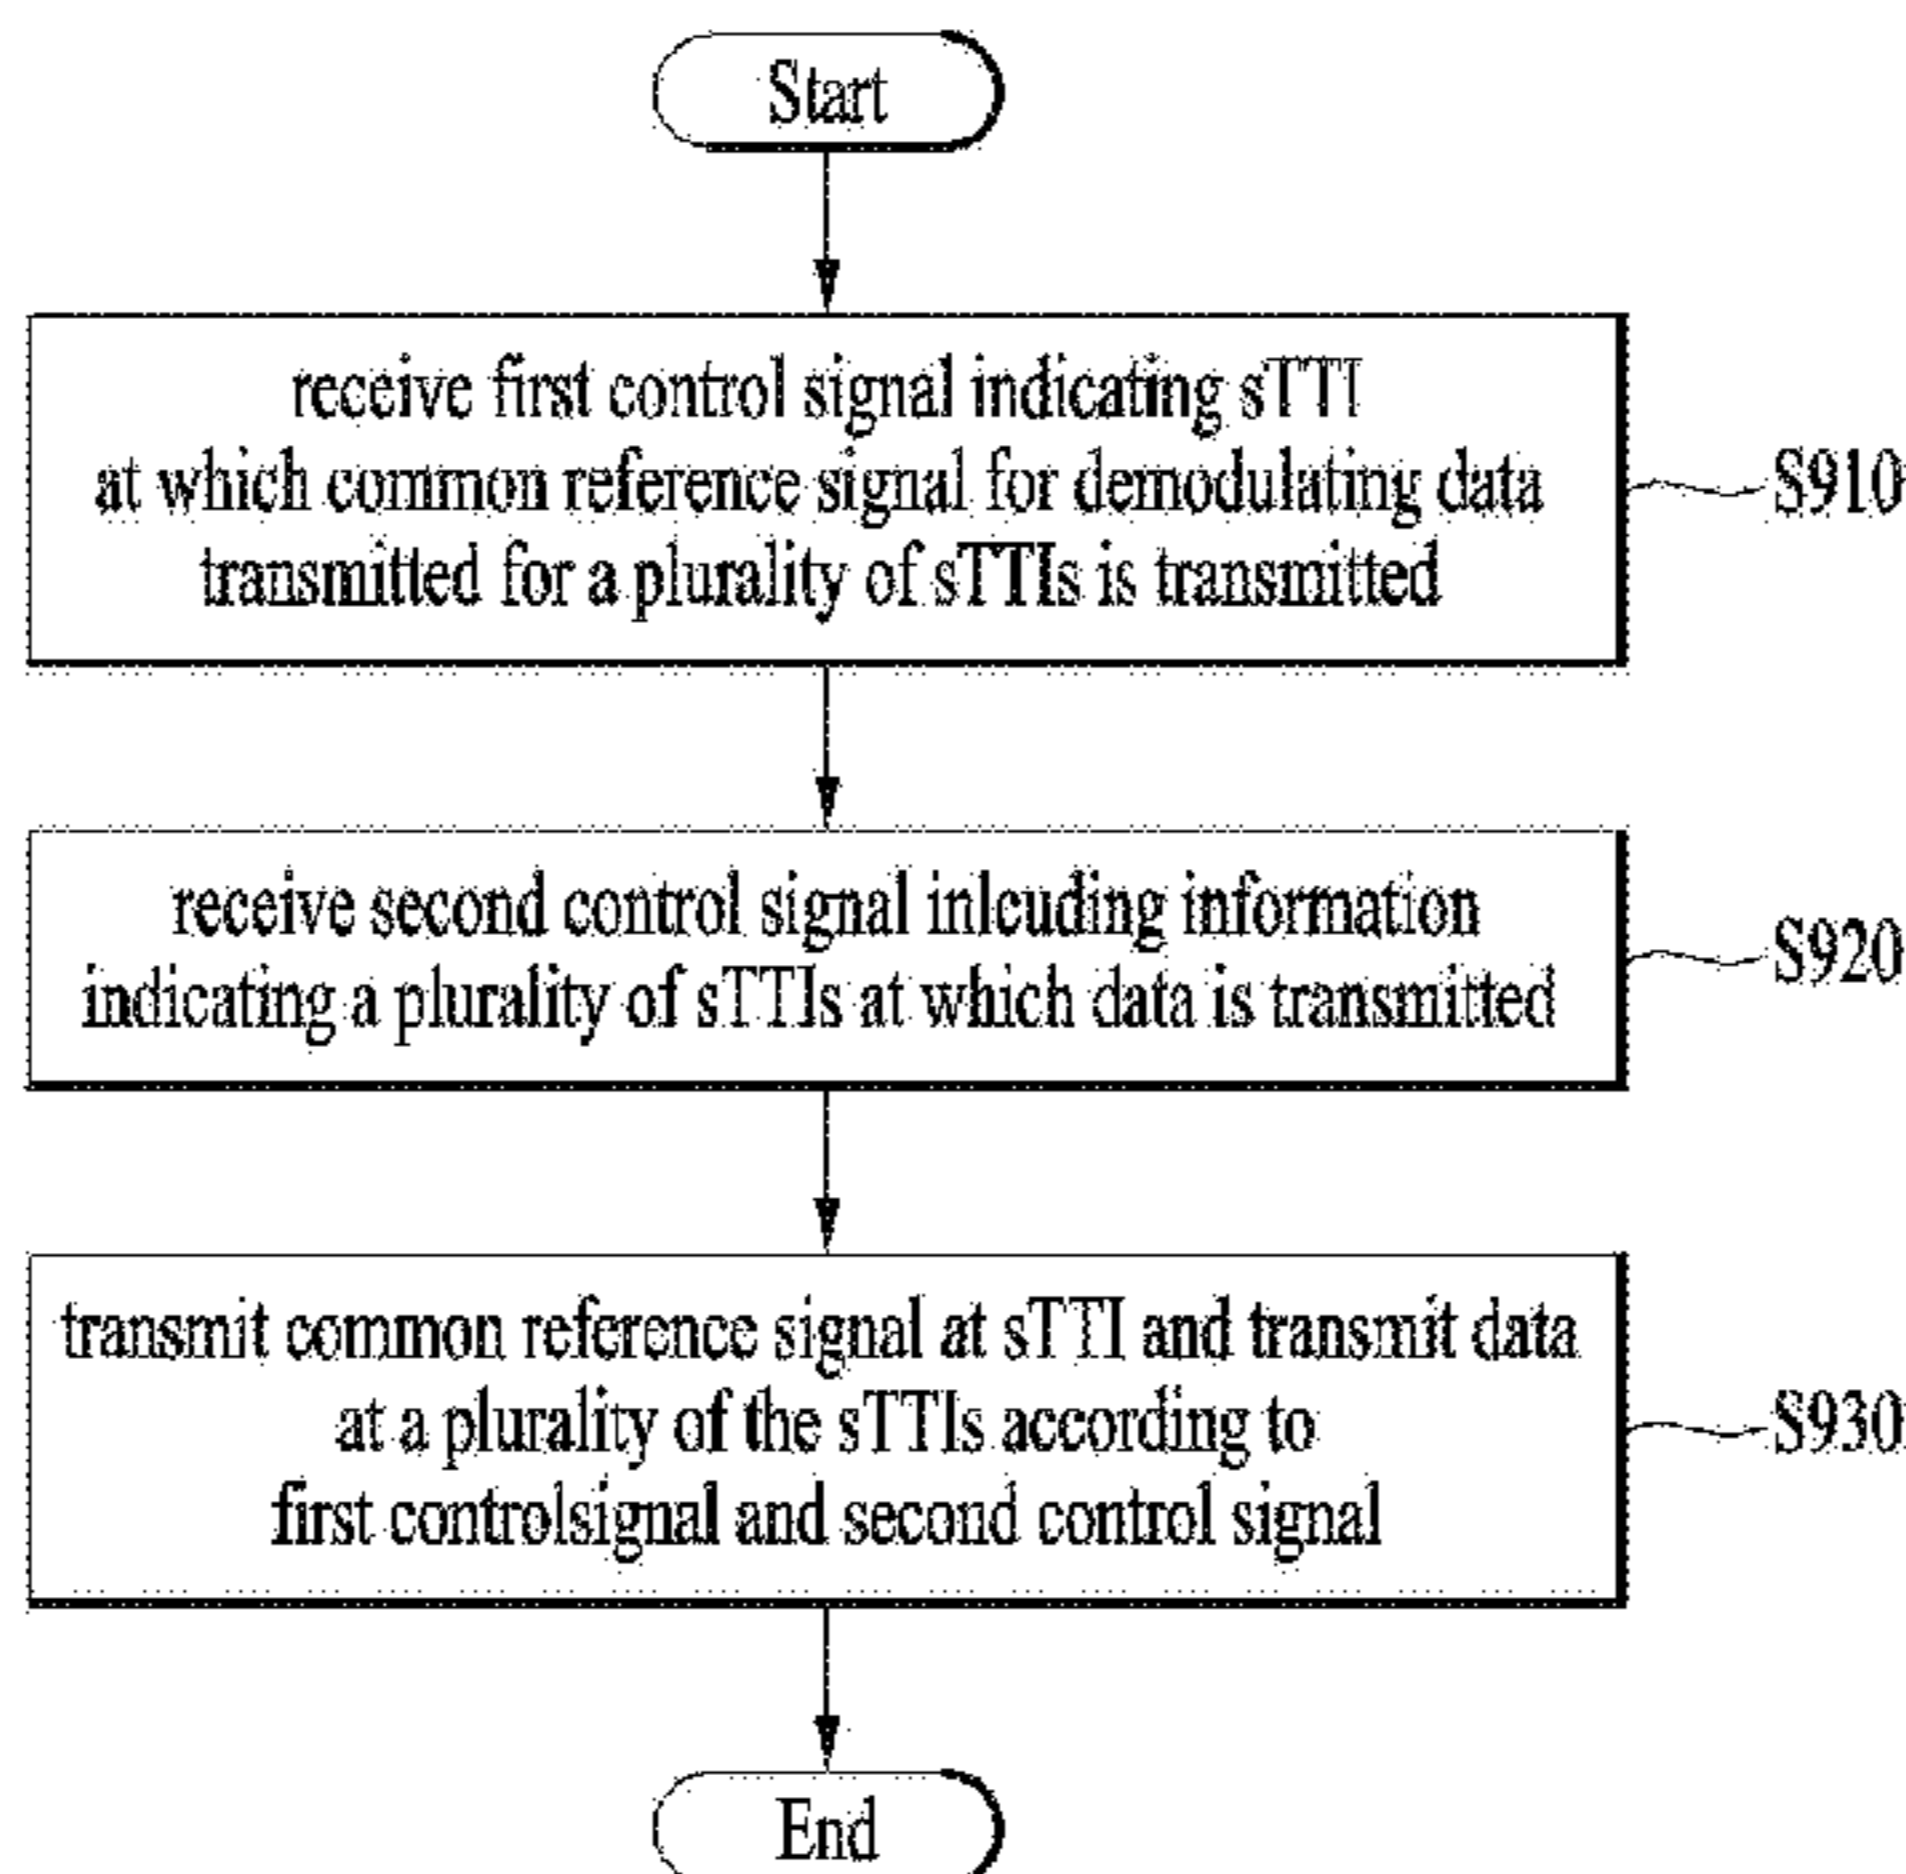 Start
receive first control signal indicating sTTI
at which common reference signal for demodulating data
transmitted for a plurality of sTTIs is transmitted
S910
receive second control signal inlcuding information
indicating a plurality of sTTIs at which data is transmitted
S920
transmit common reference signal at sTTI and transmit data
at a plurality of the sTTIs according to
first controlsignal and second control signal
S930
End